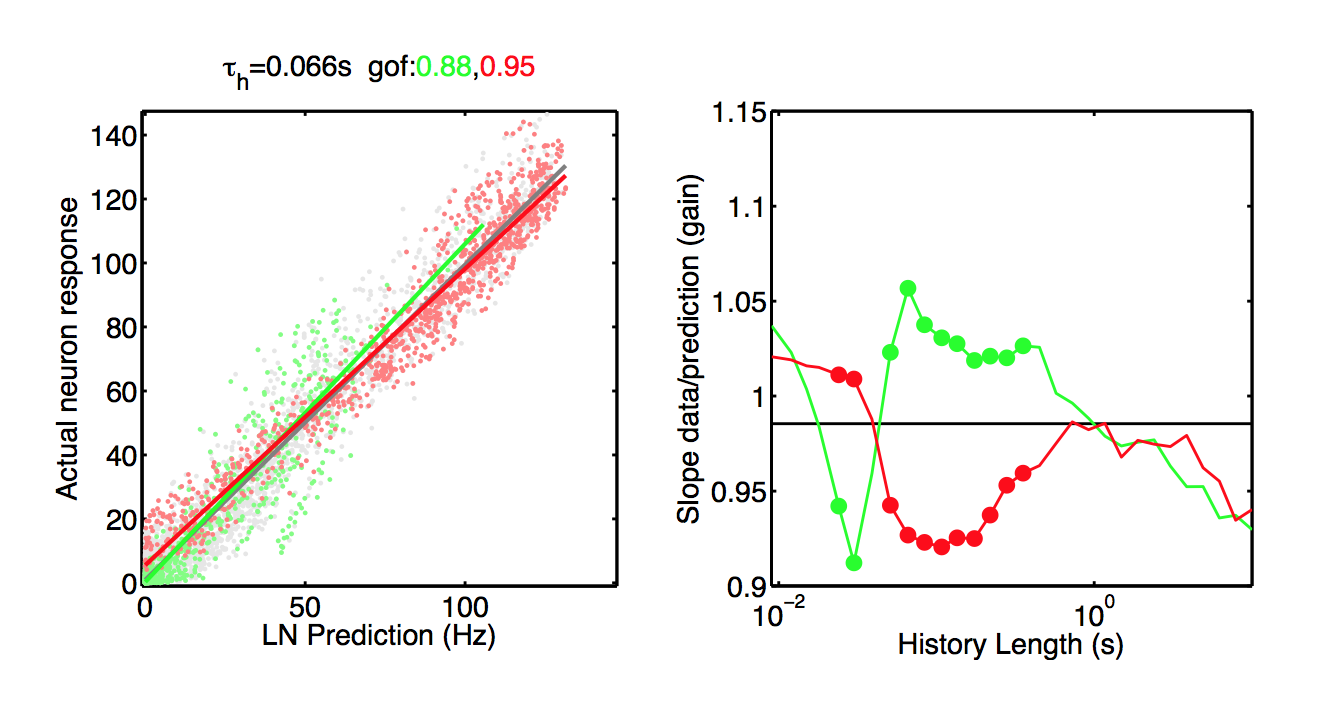 τh=0.066s gof:0.88,0.95
Actual neuron response
140
120
100
80
60
40
20
0
0 50 100
LN Prediction (Hz)
Slope data/prediction (gain)
1.15
1.1
1.05
1
0.95
0.9
10−2 100
History Length (s)